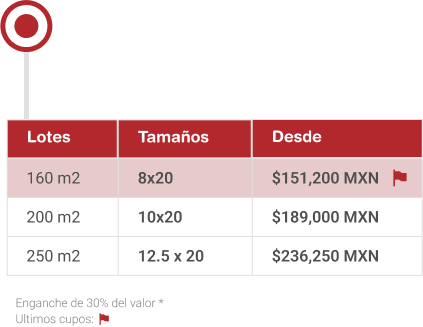 Lotes Tamaños Desde
160 m2 8x20 $151,200 MXN
200 m2 10x20 $189,000 MXN
250 m2 12.5 x 20 $236,250 MXN
Enganche de 30% del valor *
Ultimos cupos: